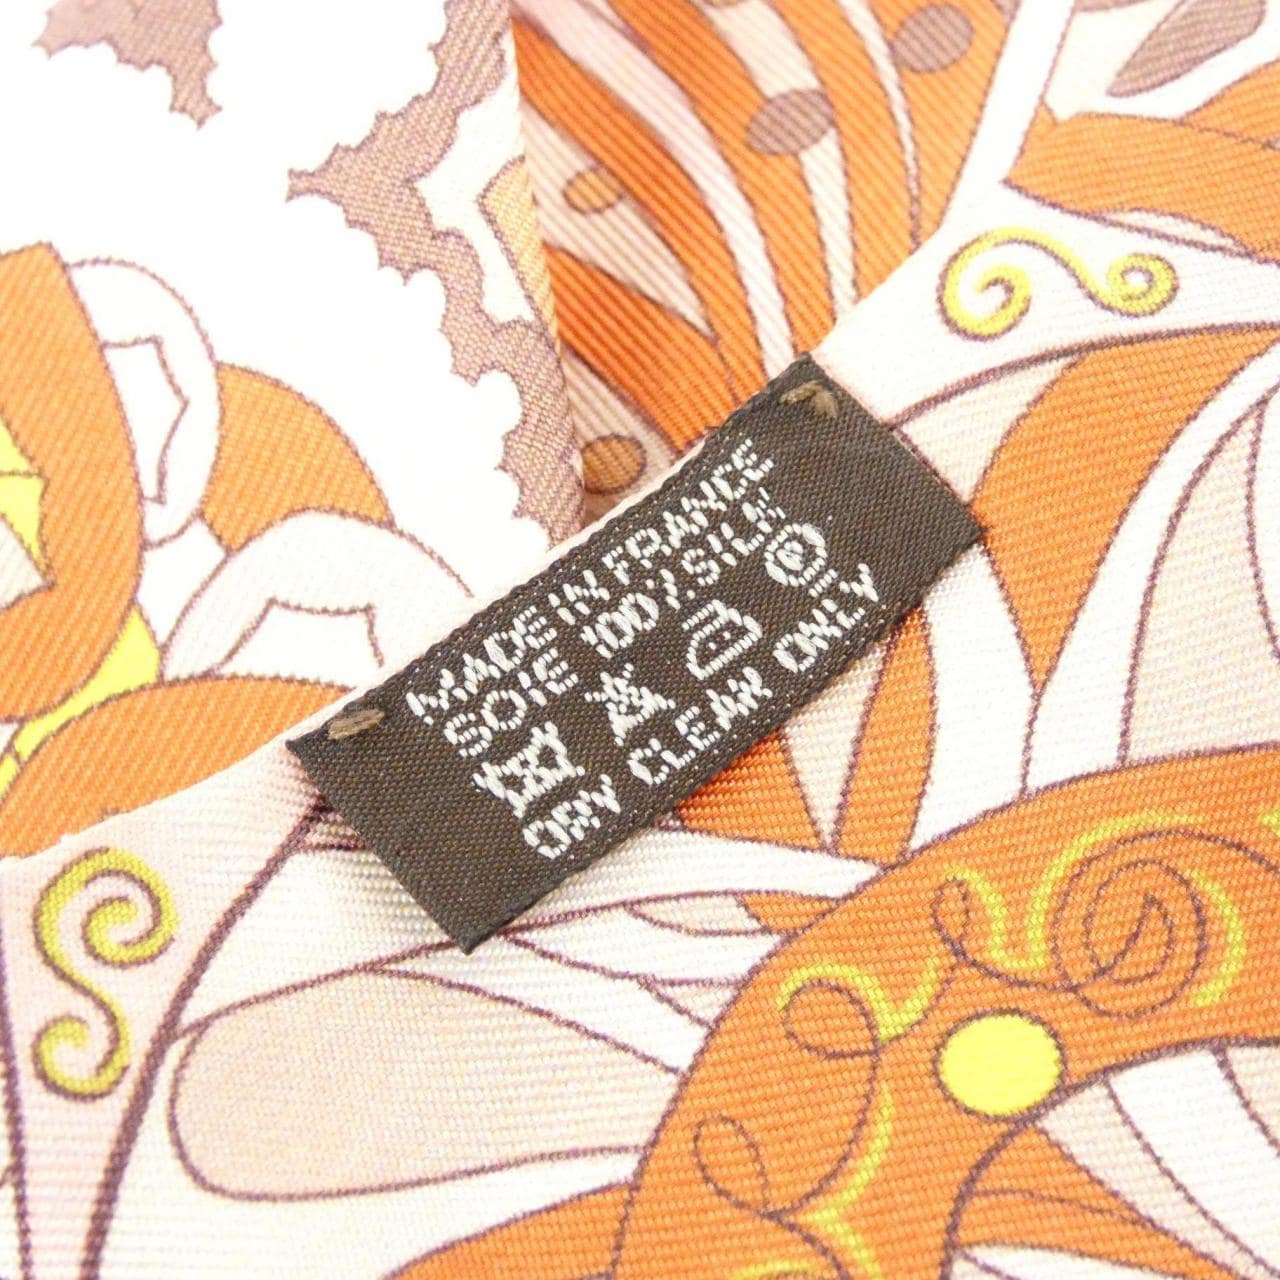 MADE IN FRANCE
SOIE 100% SILK
P
DRY CLEAN ONLY